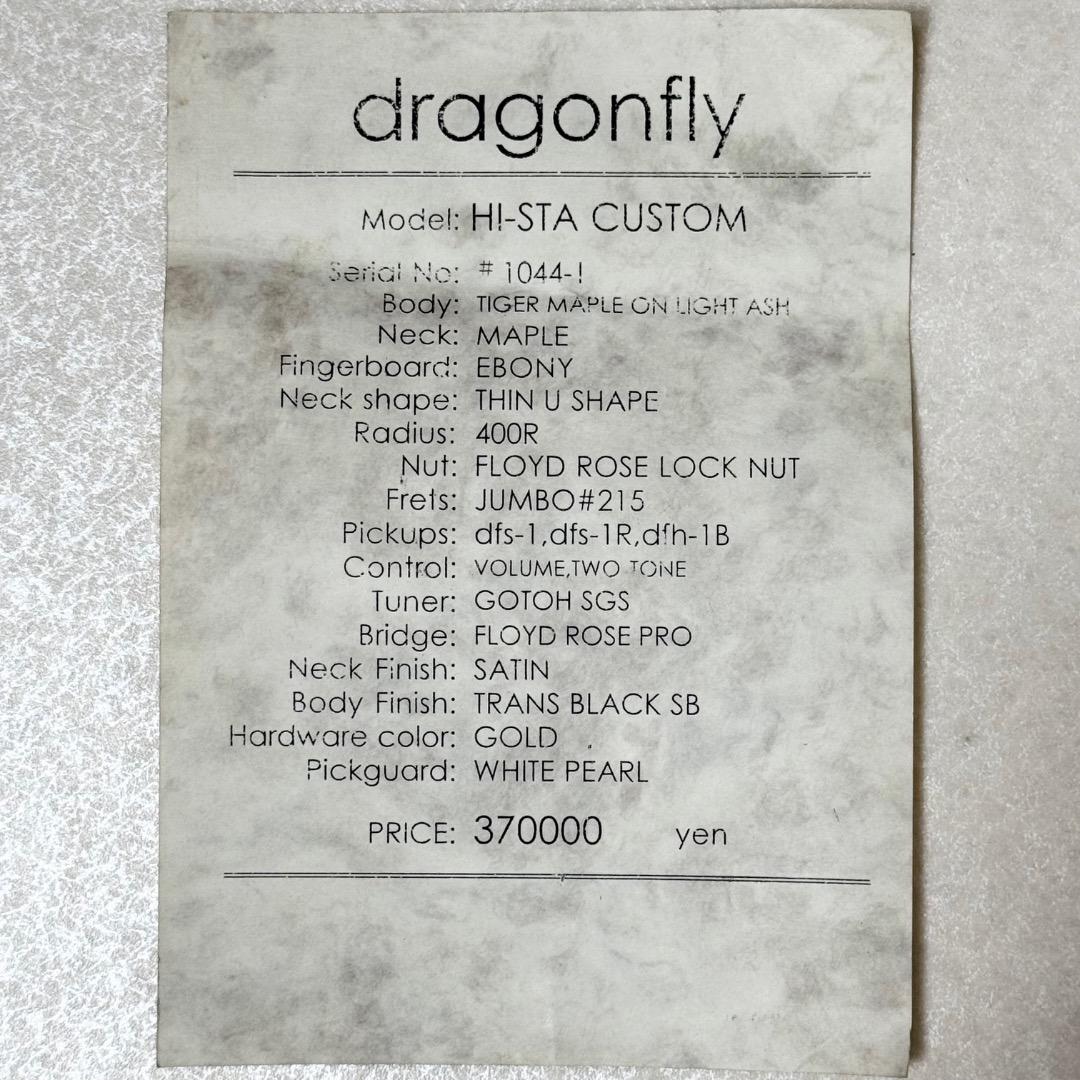 dragonfly
Model: HI-STA CUSTOM
Serial No: # 1044-1
Body: TIGER MAPLE ON LIGHT ASH
Neck: MAPLE
Fingerboard: EBONY
Neck shape: THIN U SHAPE
Radius: 400R
Nut: FLOYD ROSE LOCK NUT
Frets: JUMBO#215
Pickups: dfs-1,dfs-1R,dfh-1B
Control: VOLUME,TWO TONE
Tuner: GOTOH SGS
Bridge: FLOYD ROSE PRO
Neck Finish: SATIN
Body Finish: TRANS BLACK SB
Hardware color: GOLD
Pickguard: WHITE PEARL
PRICE: 370000 yen